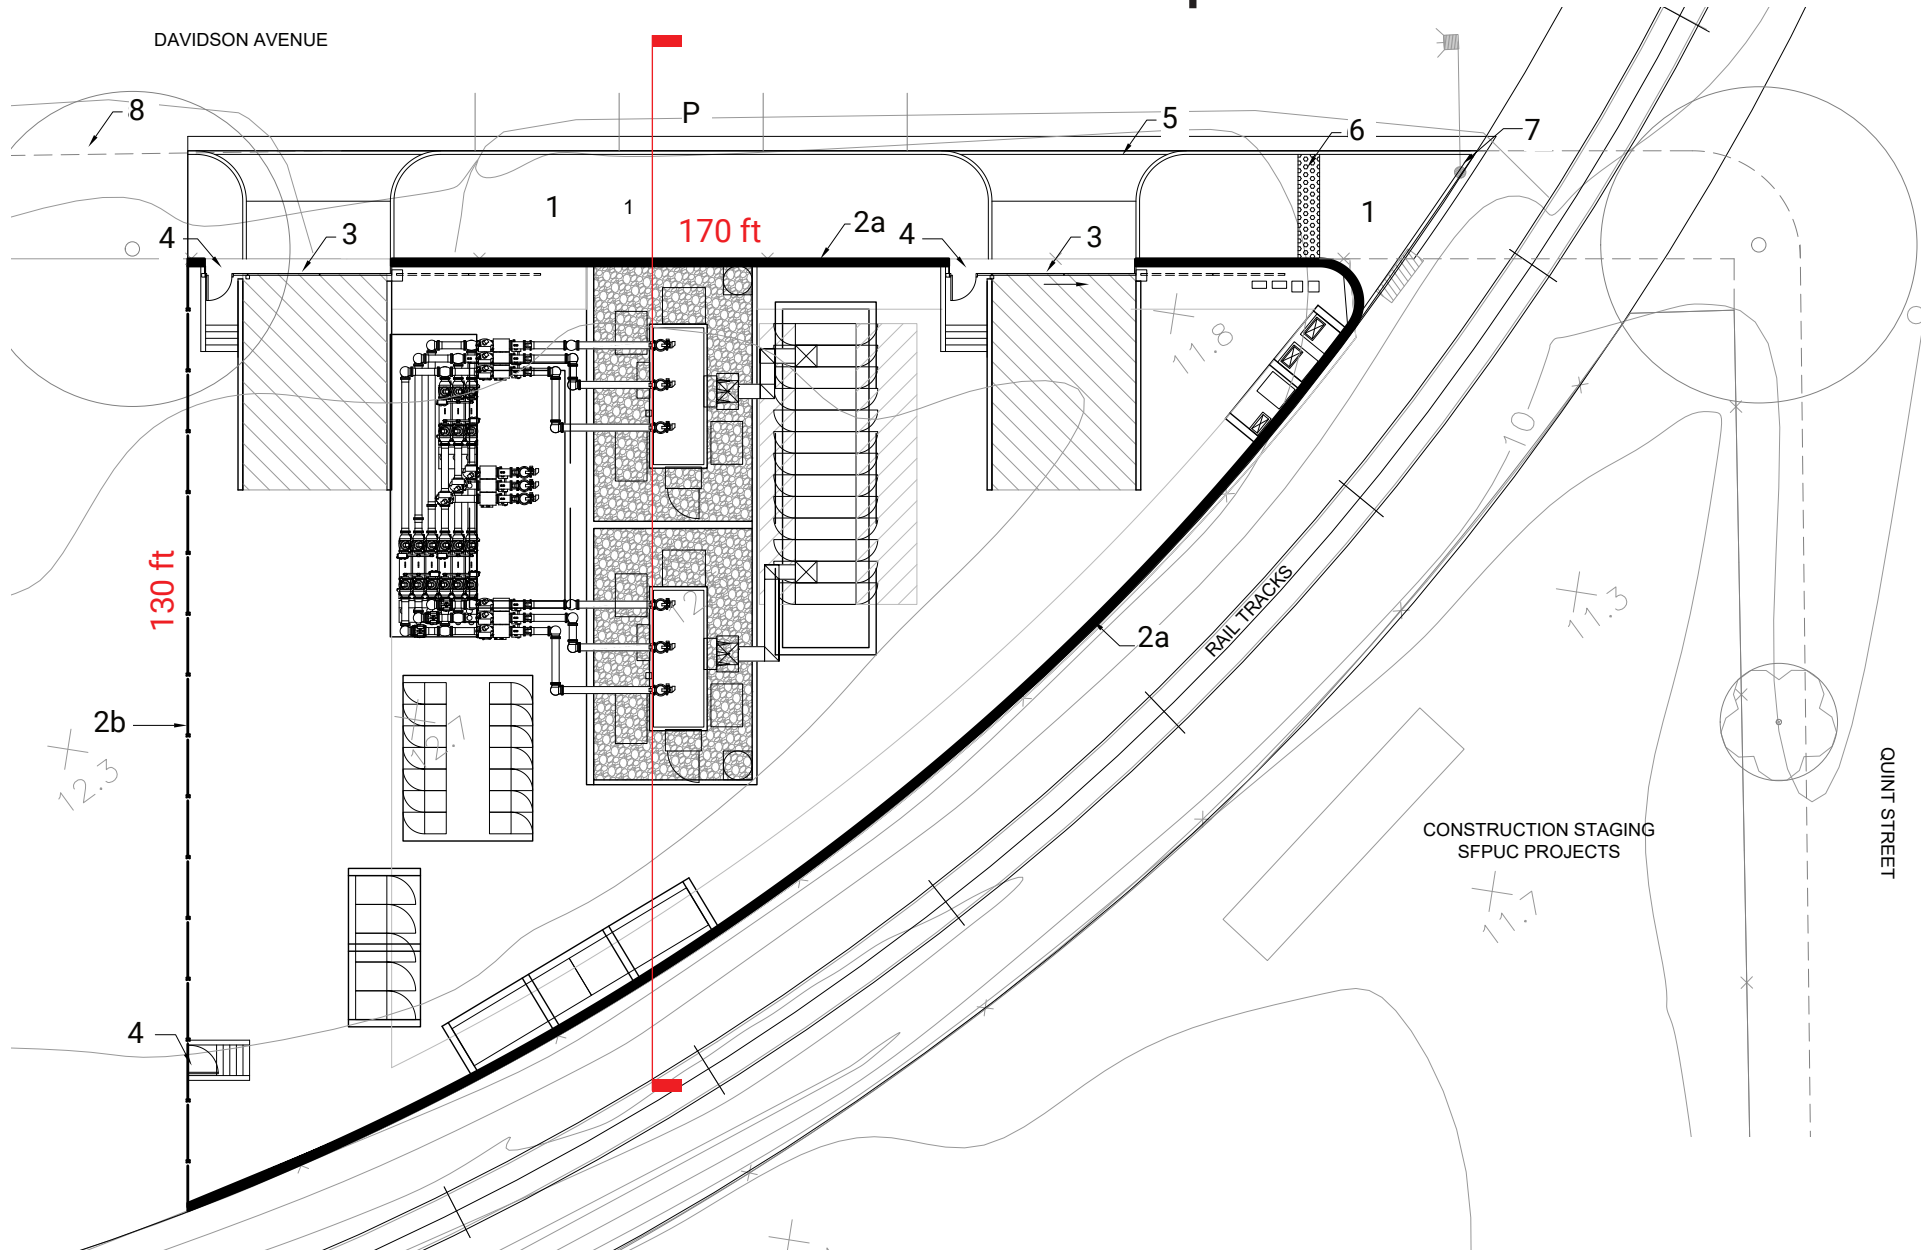 DAVIDSON AVENUE
8
P
5
6
7
1
1
1
170 ft
2a
4
3
4
3
11.8
10
130 ft
12
RAIL TRACKS
11.3
2a
2b
12.7
12.3
QUINT STREET
CONSTRUCTION STAGING
SFPUC PROJECTS
11.7
4